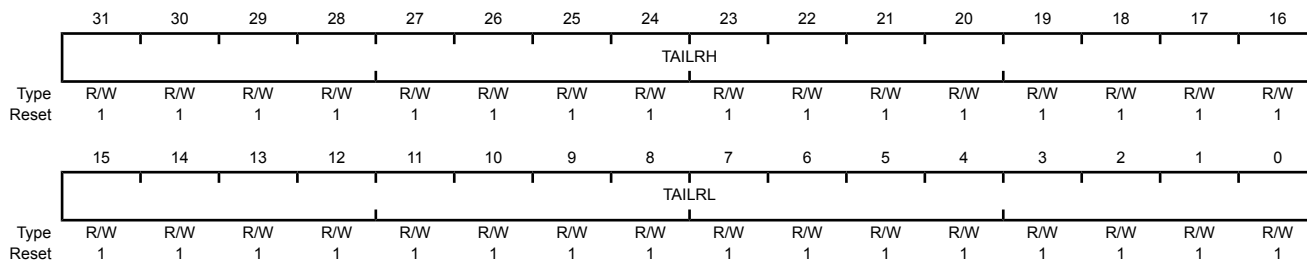 31 30 29 28 27 26 25 24 23 22 21 20 19 18 17 16
TAILRH
Type R/W R/W R/W R/W R/W R/W R/W R/W R/W R/W R/W R/W R/W R/W R/W R/W
Reset 1 1 1 1 1 1 1 1 1 1 1 1 1 1 1 1
15 14 13 12 11 10 9 8 7 6 5 4 3 2 1 0
TAILRL
Type R/W R/W R/W R/W R/W R/W R/W R/W R/W R/W R/W R/W R/W R/W R/W R/W
Reset 1 1 1 1 1 1 1 1 1 1 1 1 1 1 1 1